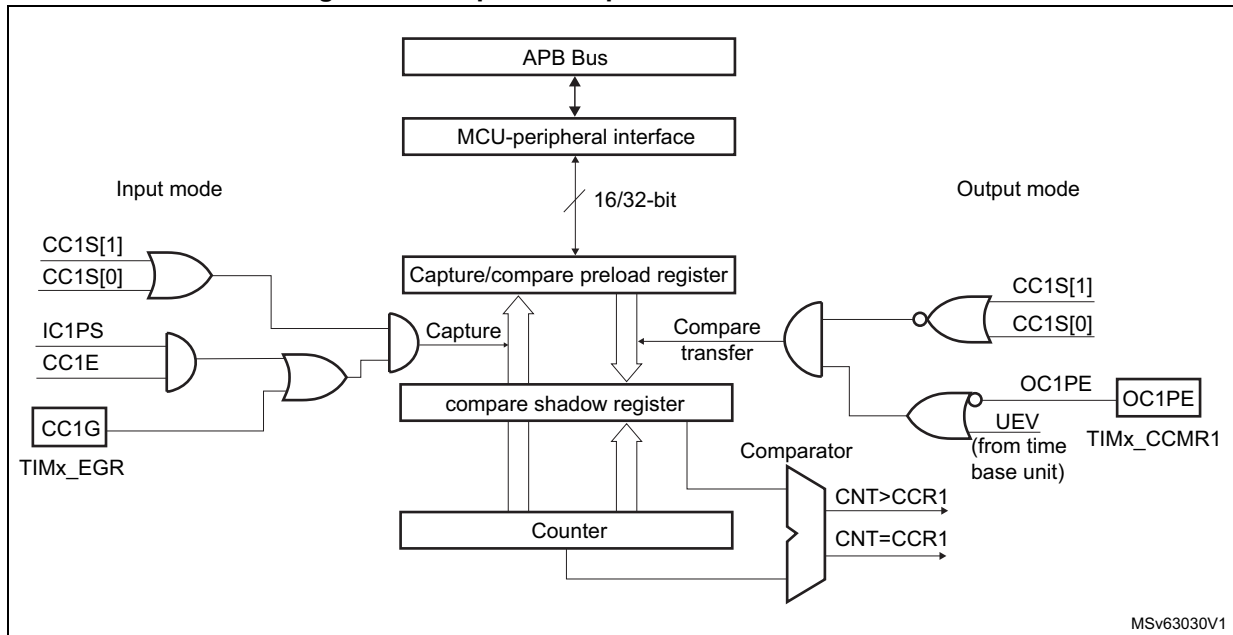 APB Bus
MCU-peripheral interface
Input mode
16/32-bit
Output mode
CC1S[1]
CC1S[0]
Capture/compare preload register
CC1S[1]
CC1S[0]
IC1PS
CC1E
Capture
Compare
transfer
CC1G
TIMx_EGR
compare shadow register
OC1PE
OC1PE
UEV
(from time
base unit)
TIMx_CCMR1
Comparator
CNT>CCR1
Counter
CNT=CCR1
MSv63030V1